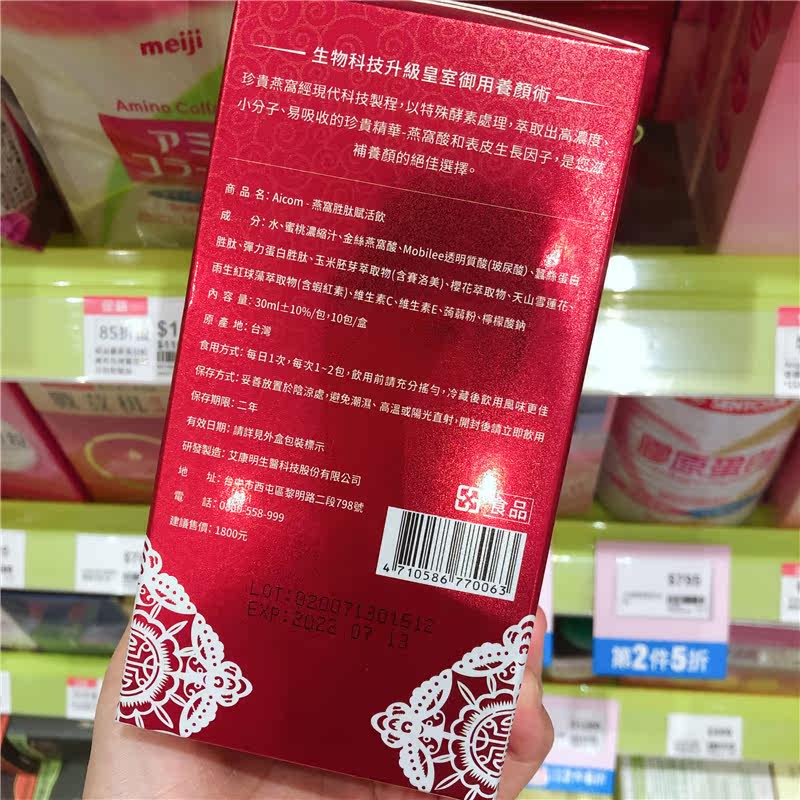 meiji
Amino Colla
アミ
コラ
生物科技升級皇室御用養顏術
珍貴燕窩經現代科技製程,以特殊酵素處理,萃取出高濃度、
小分子、易吸收的珍貴精華-燕窩酸和表皮生長因子,是您滋
補養顏的絕佳選擇。
商品名:Aicom - 燕窩胜肽賦活飲
成 分:水、蜜桃濃縮汁、金絲燕窩酸、Mobilee透明質酸(玻尿酸)、蠶絲蛋白
胜肽、彈力蛋白胜肽、玉米胚芽萃取物(含賽洛美)、櫻花萃取物、天山雪蓮花、
雨生紅球藻萃取物(含蝦紅素)、維生素C、維生素E、蒟蒻粉、檸檬酸鈉
內容量:30ml±10%/包,10包/盒
原產地:台灣
食用方式:每日1次,每次1~2包,飲用前請充分搖勻,冷藏後飲用風味更佳
保存方式:妥善放置於陰涼處,避免潮濕、高溫或陽光直射,開封後請立即飲用
保存期限:二年
有效日期:請詳見外盒包裝標示
研發製造:艾康明生醫科技股份有限公司
地 址:台中市西屯區黎明路二段798號
電 話:0800-558-999
建議售價:1800元
食品
4 710586 770063
LOT:020071301512
EXP:2022 07 13
85折
膠原蛋白
$755
第2件5折